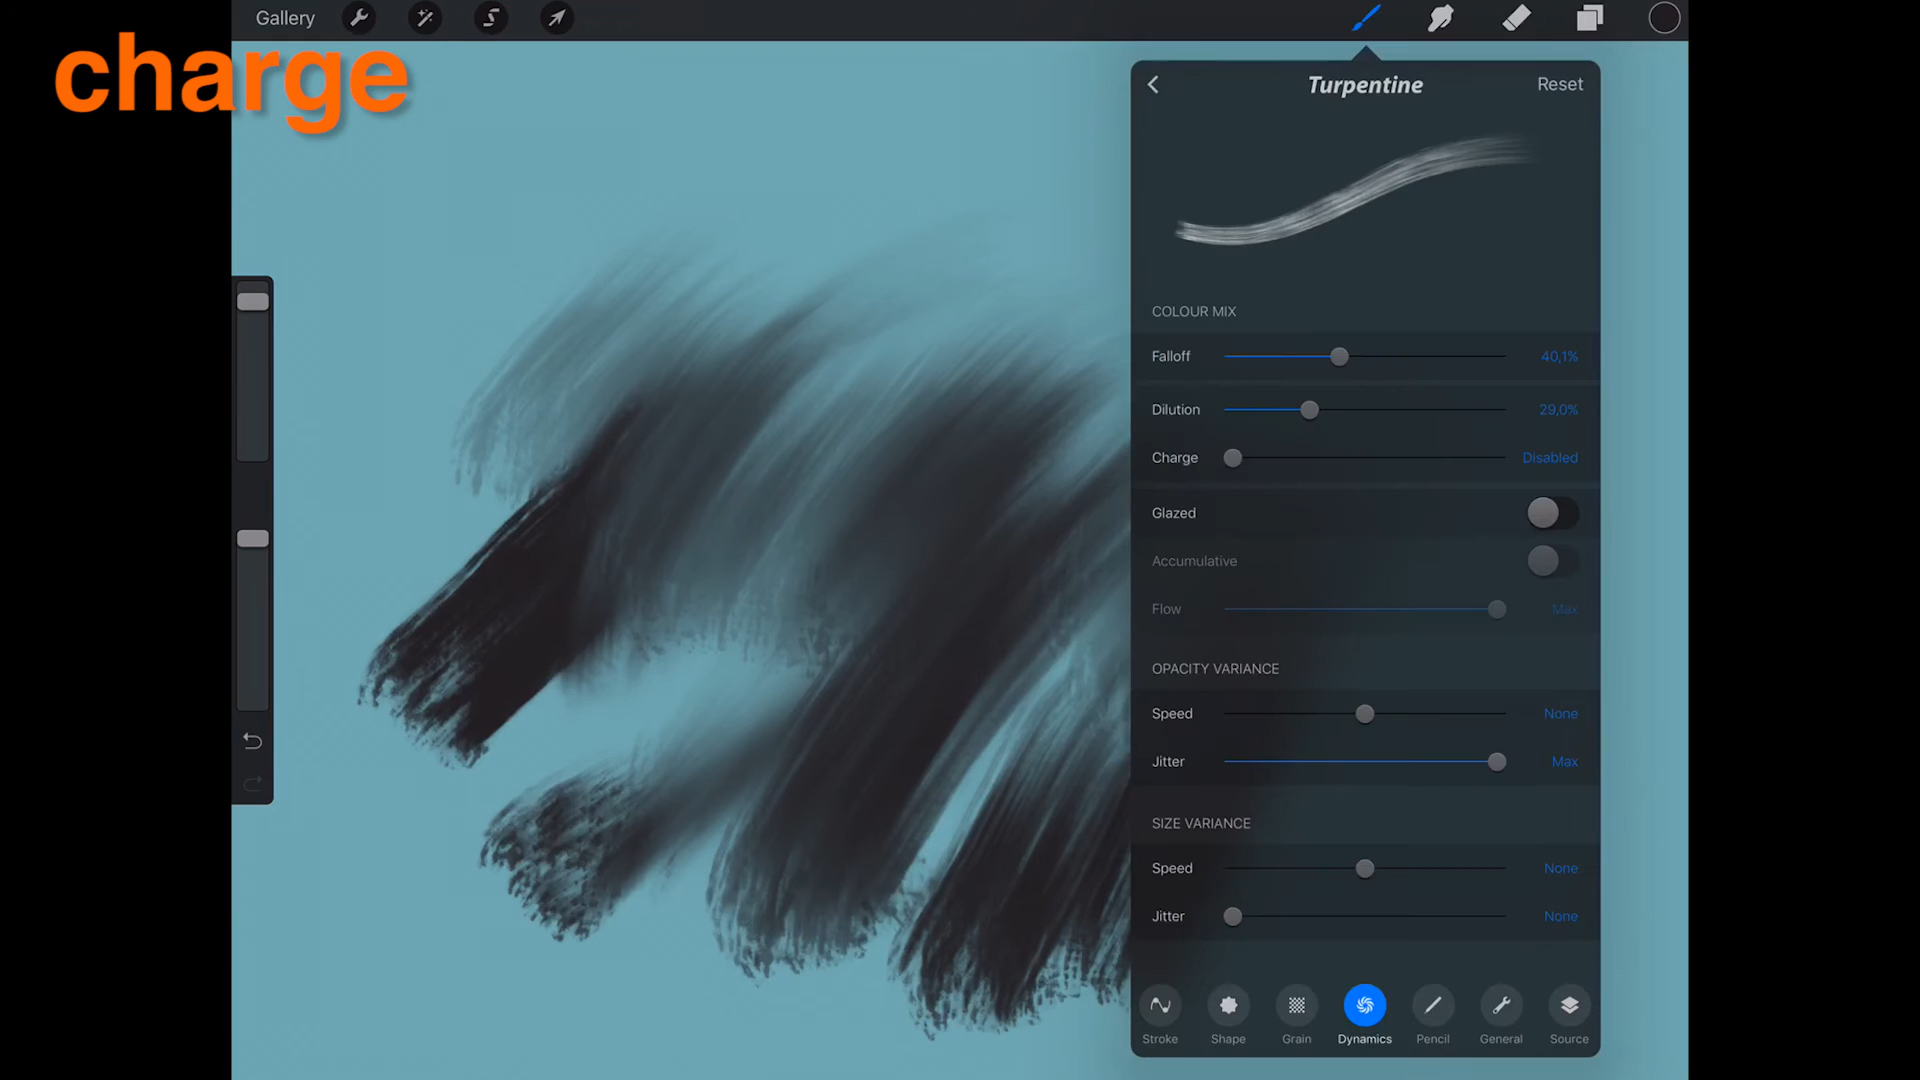 Gallery
charge
Turpentine
Reset
COLOUR MIX
Falloff 40,1%
Dilution 29,0%
Charge Disabled
Glazed
Accumulative
Flow Max
OPACITY VARIANCE
Speed None
Jitter Max
SIZE VARIANCE
Speed None
Jitter None
Stroke Shape Grain Dynamics Pencil General Source